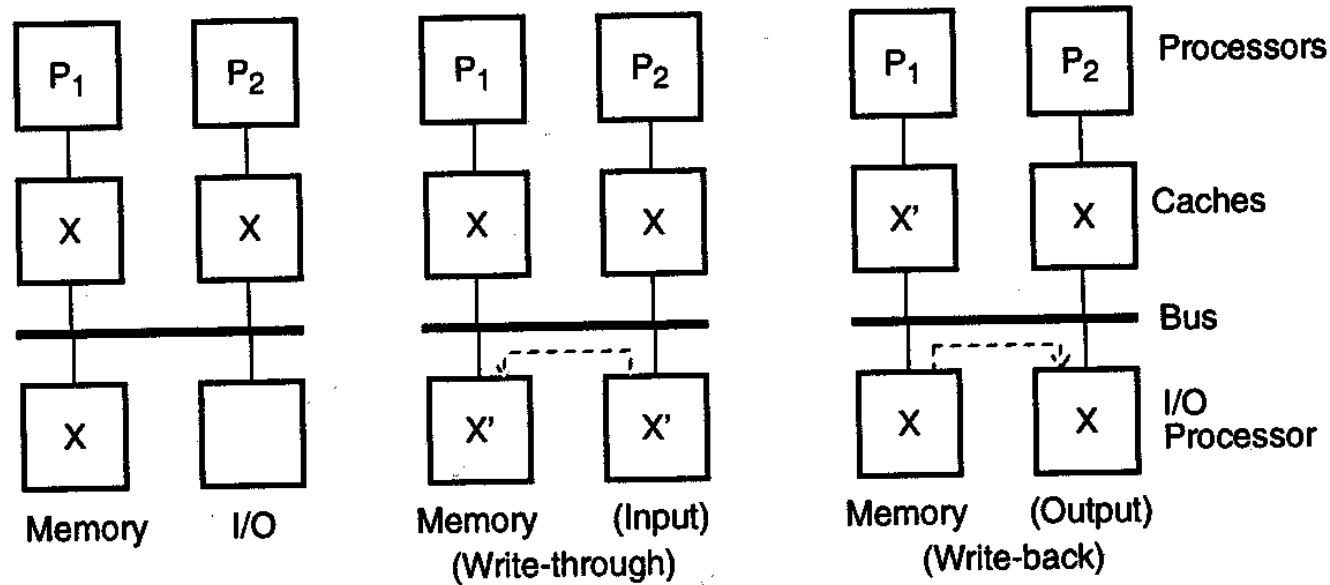 P1 P2 P1 P2 P1 P2 Processors
X X X X X' X Caches
Bus
X X' X' X X I/O
Processor
Memory I/O Memory (Input) Memory (Output)
(Write-through) (Write-back)